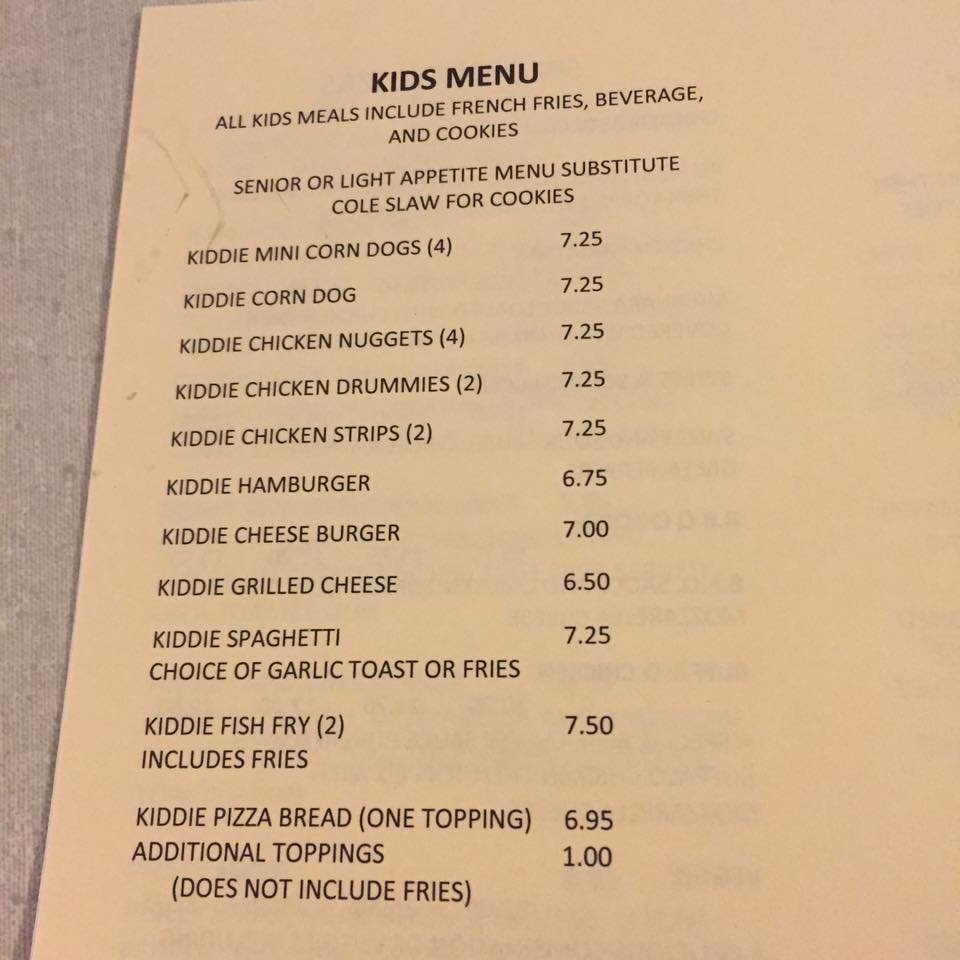 KIDS MENU
ALL KIDS MEALS INCLUDE FRENCH FRIES, BEVERAGE,
AND COOKIES
SENIOR OR LIGHT APPETITE MENU SUBSTITUTE
COLE SLAW FOR COOKIES
KIDDIE MINI CORN DOGS (4) 7.25
KIDDIE CORN DOG 7.25
KIDDIE CHICKEN NUGGETS (4) 7.25
KIDDIE CHICKEN DRUMMIES (2) 7.25
KIDDIE CHICKEN STRIPS (2) 7.25
KIDDIE HAMBURGER 6.75
KIDDIE CHEESE BURGER 7.00
KIDDIE GRILLED CHEESE 6.50
KIDDIE SPAGHETTI 7.25
CHOICE OF GARLIC TOAST OR FRIES
KIDDIE FISH FRY (2) 7.50
INCLUDES FRIES
KIDDIE PIZZA BREAD (ONE TOPPING) 6.95
ADDITIONAL TOPPINGS 1.00
(DOES NOT INCLUDE FRIES)